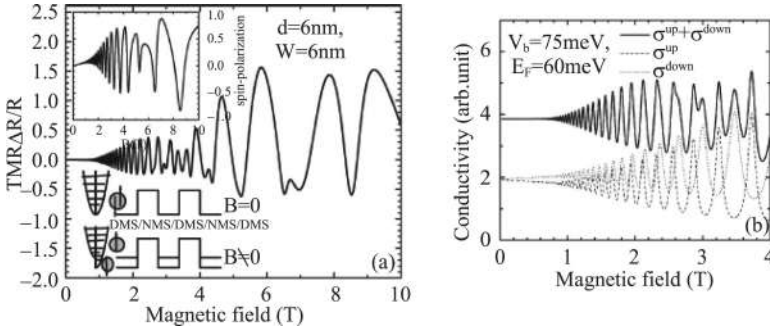 2.5
2.0
1.5
1.0
0.5
0.0
−0.5
−1.0
−1.5
−2.0
TMRΔR/R
0 2 4 6 8 10
Magnetic field (T)
1.0
0.5
0.0
−0.5
−1.0
spin-polarization
0 2 4 6 8 10
d=6nm,
W=6nm
B=0
DMS/NMS/DMS/NMS/DMS
B≠0
(a)
6
4
2
0
Conductivity (arb.unit)
0 1 2 3 4
Magnetic field (T)
V_b=75meV,
E_F=60meV
σ^up+σ^down
σ^up
σ^down
(b)